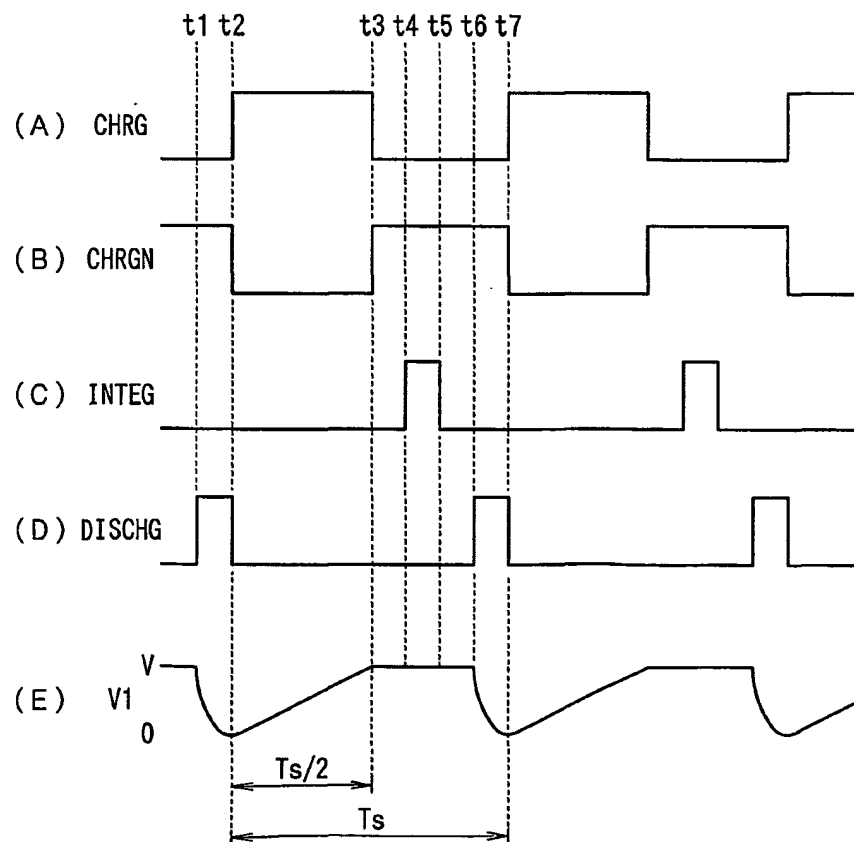 t1 t2 t3 t4 t5 t6 t7
(A) CHRG
(B) CHRGN
(C) INTEG
(D) DISCHG
V
(E) V1
0
Ts/2
Ts